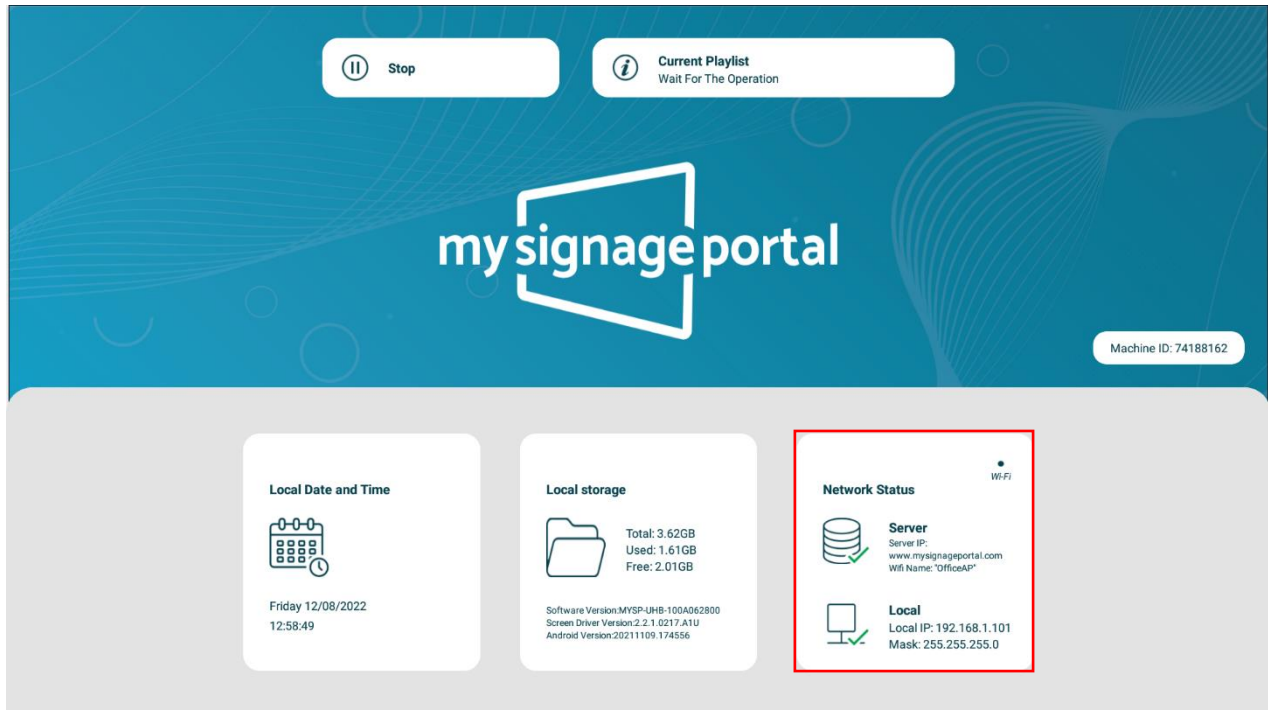 Stop
Current Playlist
Wait For The Operation
my signage portal
Machine ID: 74188162
Local Date and Time
Friday 12/08/2022
12:58:49
Local storage
Total: 3.62GB
Used: 1.61GB
Free: 2.01GB
Software Version:MYSP-UHB-100A062800
Screen Driver Version:2.2.1.0217.A1U
Android Version:20211109.174556
Wi-Fi
Network Status
Server
Server IP:
www.mysignageportal.com
Wifi Name: "OfficeAP"
Local
Local IP: 192.168.1.101
Mask: 255.255.255.0